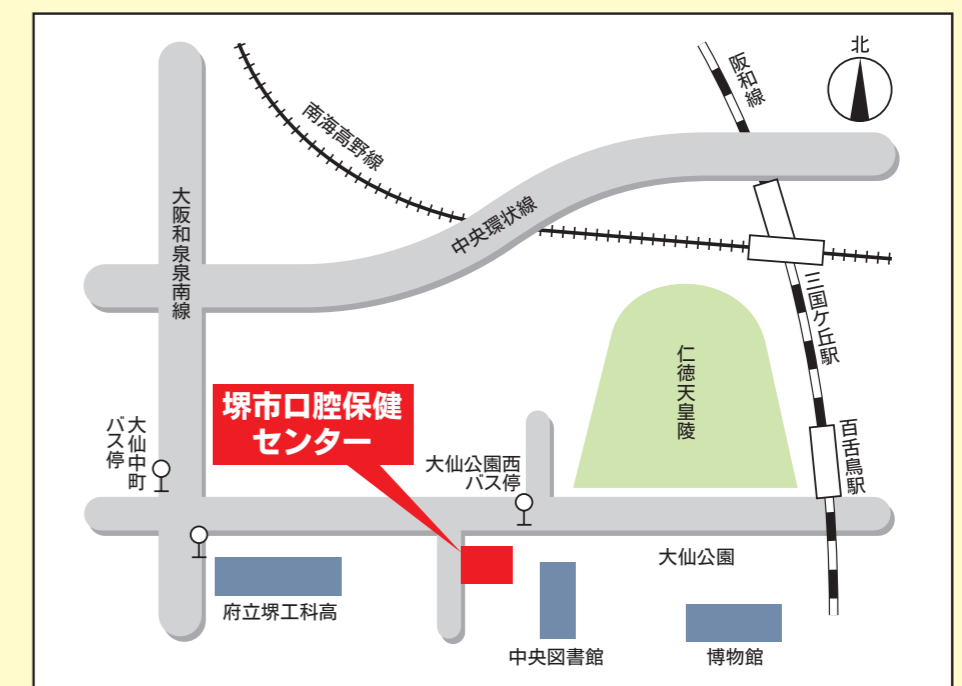 北
阪和線
南海高野線
中央環状線
大阪和泉泉南線
三国ケ丘駅
仁徳天皇陵
堺市口腔保健
センター
大仙中町
バス停
大仙公園西
バス停
百舌鳥駅
大仙公園
府立堺工科高
中央図書館
博物館